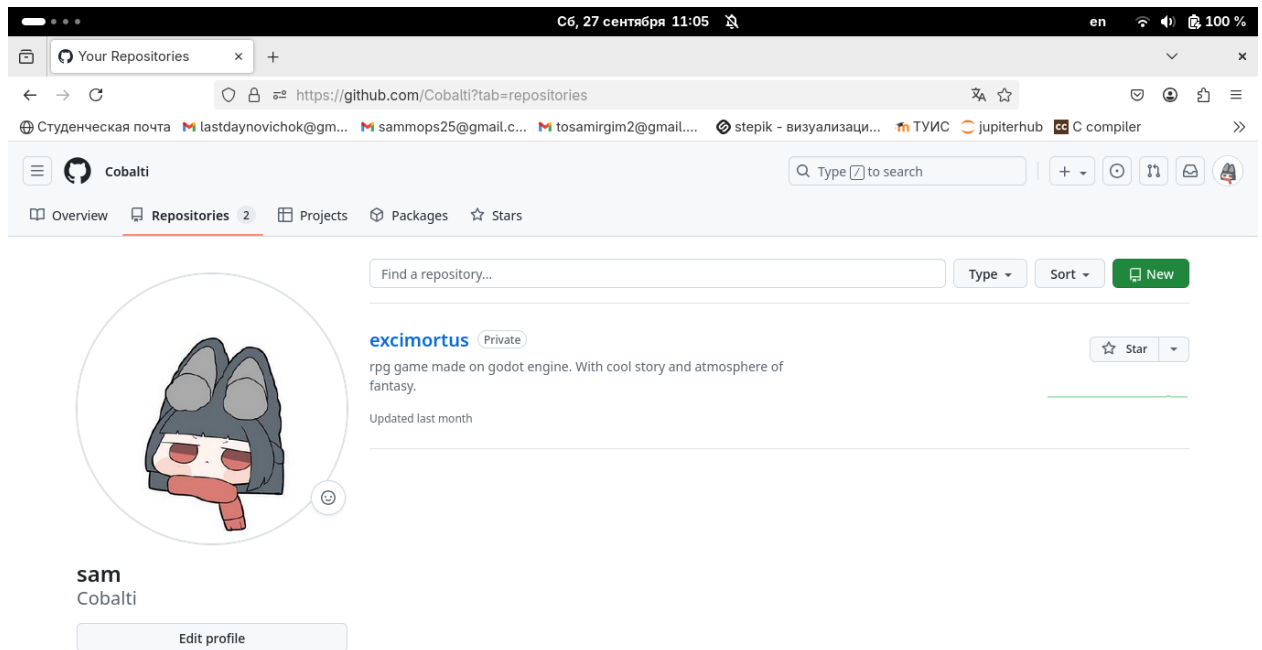 Сб, 27 сентября 11:05 en 100 %
Your Repositories
https://github.com/Cobalti?tab=repositories
Студенческая почта lastdaynovichok@gm... sammops25@gmail.c... tosamirgim2@gmail.... stepik - визуализаци... ТУИС jupiterhub CC C compiler
Cobalti Type / to search
Overview Repositories 2 Projects Packages Stars
Find a repository... Type Sort New
excimortus Private Star
rpg game made on godot engine. With cool story and atmosphere of
fantasy.
Updated last month
sam
Cobalti
Edit profile